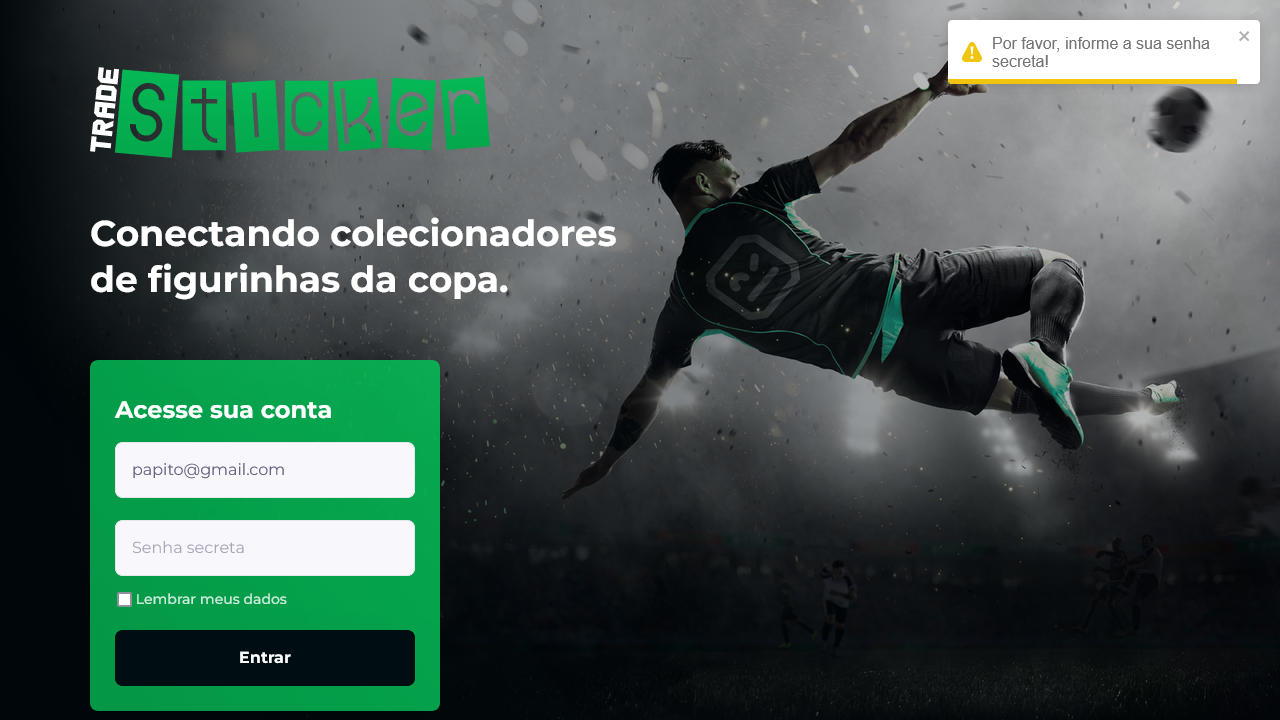 TRADE Sticker
Por favor, informe a sua senha
secreta!
Conectando colecionadores
de figurinhas da copa.
Acesse sua conta
papito@gmail.com
Senha secreta
Lembrar meus dados
Entrar